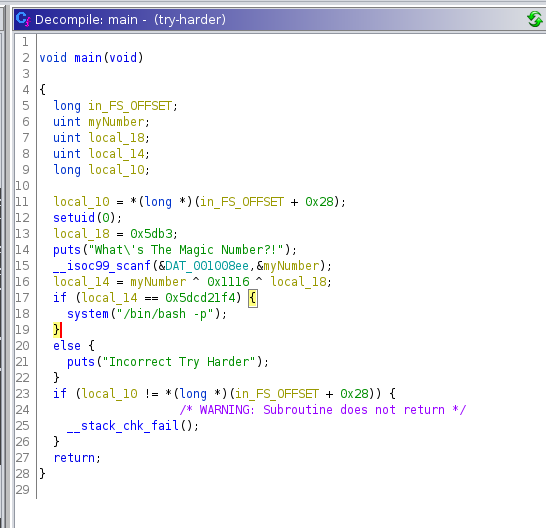 Decompile: main - (try-harder)
1
2 void main(void)
3
4 {
5 long in_FS_OFFSET;
6 uint myNumber;
7 uint local_18;
8 uint local_14;
9 long local_10;
10
11 local_10 = *(long *)(in_FS_OFFSET + 0x28);
12 setuid(0);
13 local_18 = 0x5db3;
14 puts("What\'s The Magic Number?!");
15 __isoc99_scanf(&DAT_001008ee,&myNumber);
16 local_14 = myNumber ^ 0x1116 ^ local_18;
17 if (local_14 == 0x5dcd21f4) {
18 system("/bin/bash -p");
19 }
20 else {
21 puts("Incorrect Try Harder");
22 }
23 if (local_10 != *(long *)(in_FS_OFFSET + 0x28)) {
24 /* WARNING: Subroutine does not return */
25 __stack_chk_fail();
26 }
27 return;
28 }
29